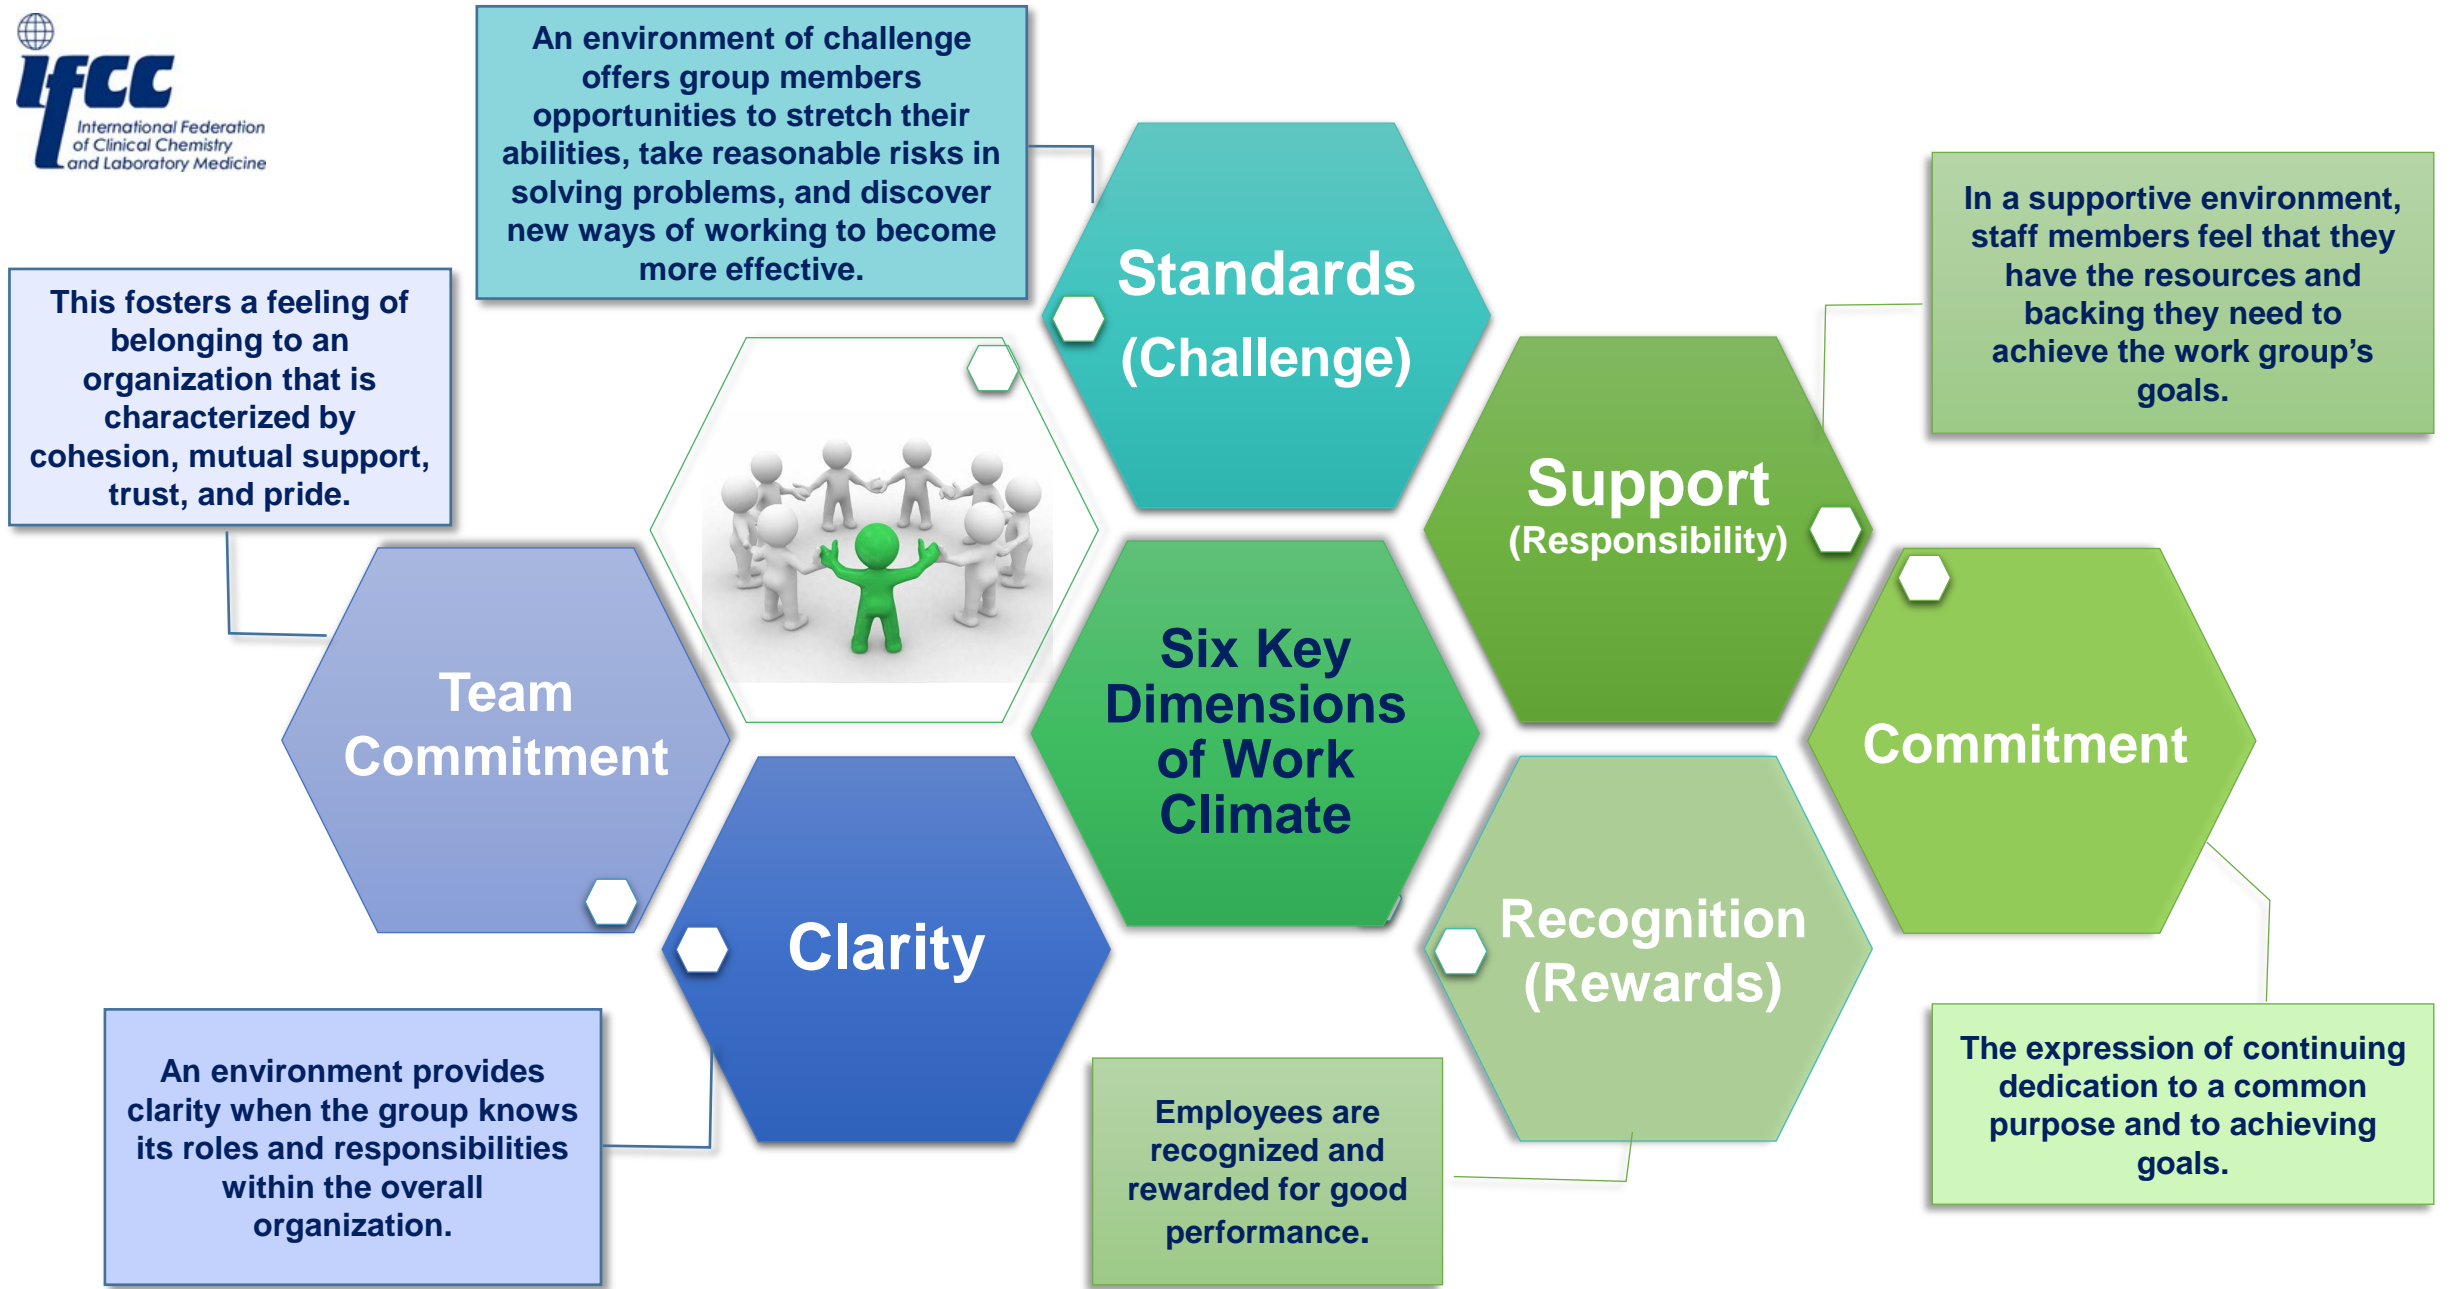 ifcc
International Federation
of Clinical Chemistry
and Laboratory Medicine
An environment of challenge
offers group members
opportunities to stretch their
abilities, take reasonable risks in
solving problems, and discover
new ways of working to become
more effective.
Standards
(Challenge)
In a supportive environment,
staff members feel that they
have the resources and
backing they need to
achieve the work group's
goals.
Support
(Responsibility)
This fosters a feeling of
belonging to an
organization that is
characterized by
cohesion, mutual support,
trust, and pride.
Team
Commitment
Six Key
Dimensions
of Work
Climate
Commitment
Clarity
Recognition
(Rewards)
An environment provides
clarity when the group knows
its roles and responsibilities
within the overall
organization.
Employees are
recognized and
rewarded for good
performance.
The expression of continuing
dedication to a common
purpose and to achieving
goals.